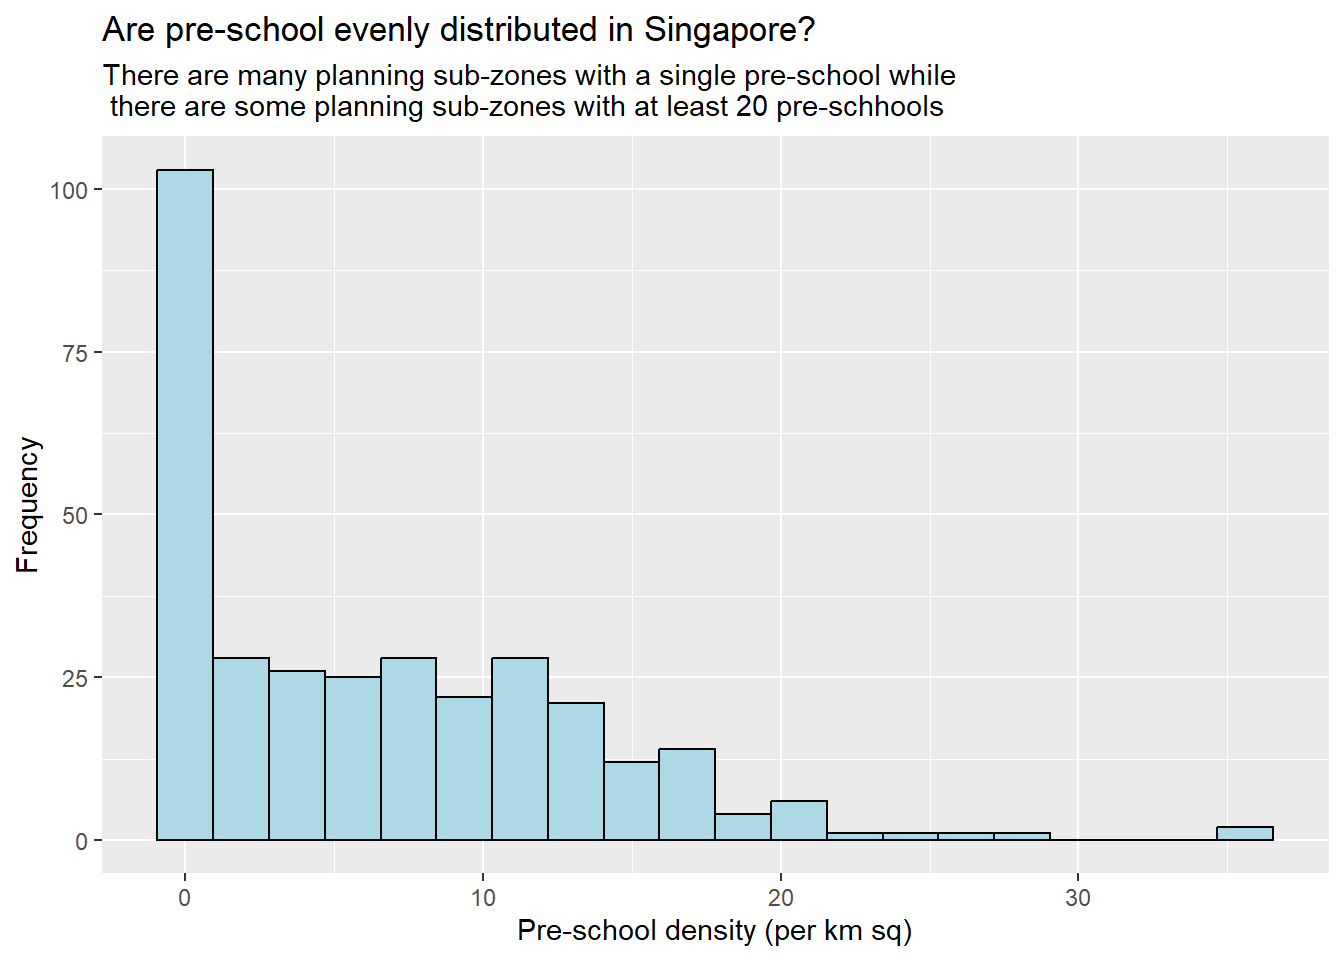 Are pre-school evenly distributed in Singapore?
There are many planning sub-zones with a single pre-school while
there are some planning sub-zones with at least 20 pre-schhools
100
75
50
25
0
Frequency
0 10 20 30
Pre-school density (per km sq)